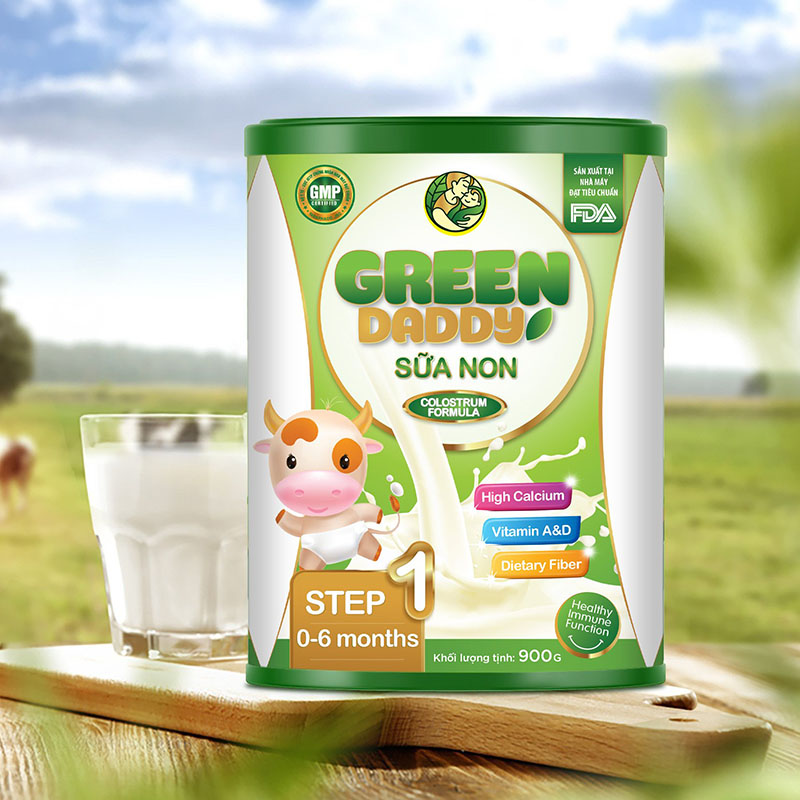 GMP
CERTIFIED
SẢN XUẤT TẠI
NHÀ MÁY
ĐẠT TIÊU CHUẨN
FDA
GREEN
DADDY
SỮA NON
COLOSTRUM
FORMULA
High Calcium
Vitamin A&D
Dietary Fiber
STEP 1
0-6 months
Healthy
Immune
Function
Khối lượng tịnh: 900G